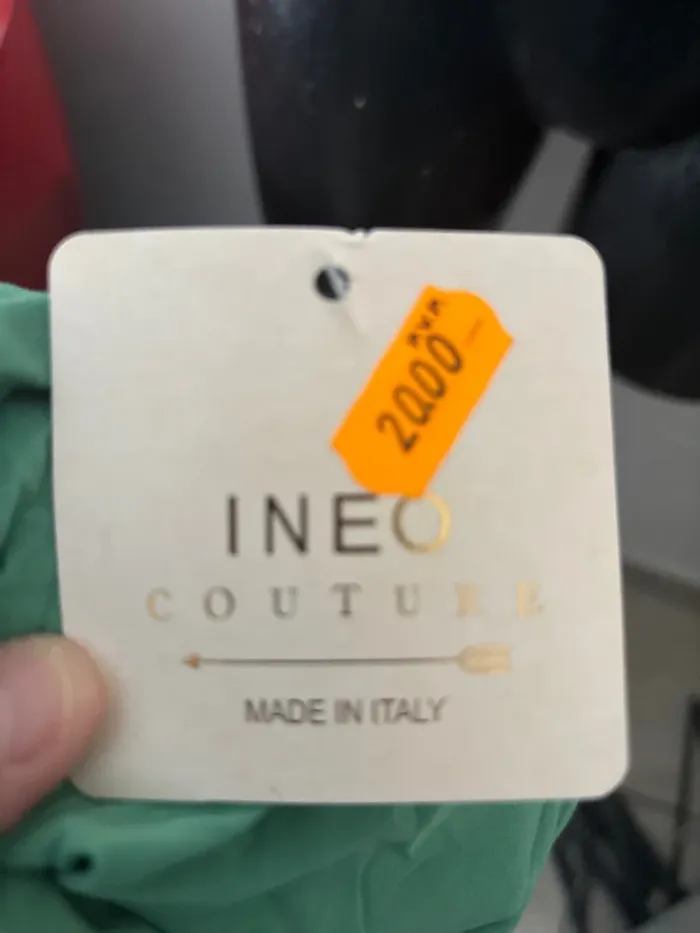 20.00
INEO
COUTURE
MADE IN ITALY